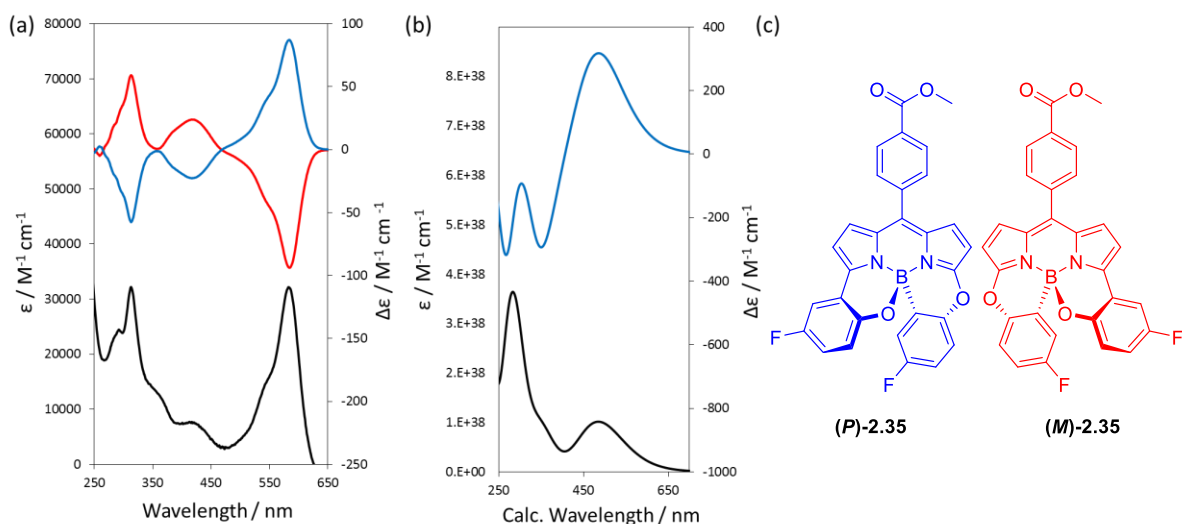 (a)
80000
70000
60000
50000
40000
30000
20000
10000
0
ε / M⁻¹ cm⁻¹
100
50
0
-50
-100
-150
-200
-250
Δε / M⁻¹ cm⁻¹
250 350 450 550 650
Wavelength / nm
(b)
8.E+38
7.E+38
6.E+38
5.E+38
4.E+38
3.E+38
2.E+38
1.E+38
0.E+00
ε / M⁻¹ cm⁻¹
400
200
0
-200
-400
-600
-800
-1000
Δε / M⁻¹ cm⁻¹
250 450 650
Calc. Wavelength / nm
(c)
O O
N B N
O O
F F
(P)-2.35
O O
N B N
O O
F F
(M)-2.35